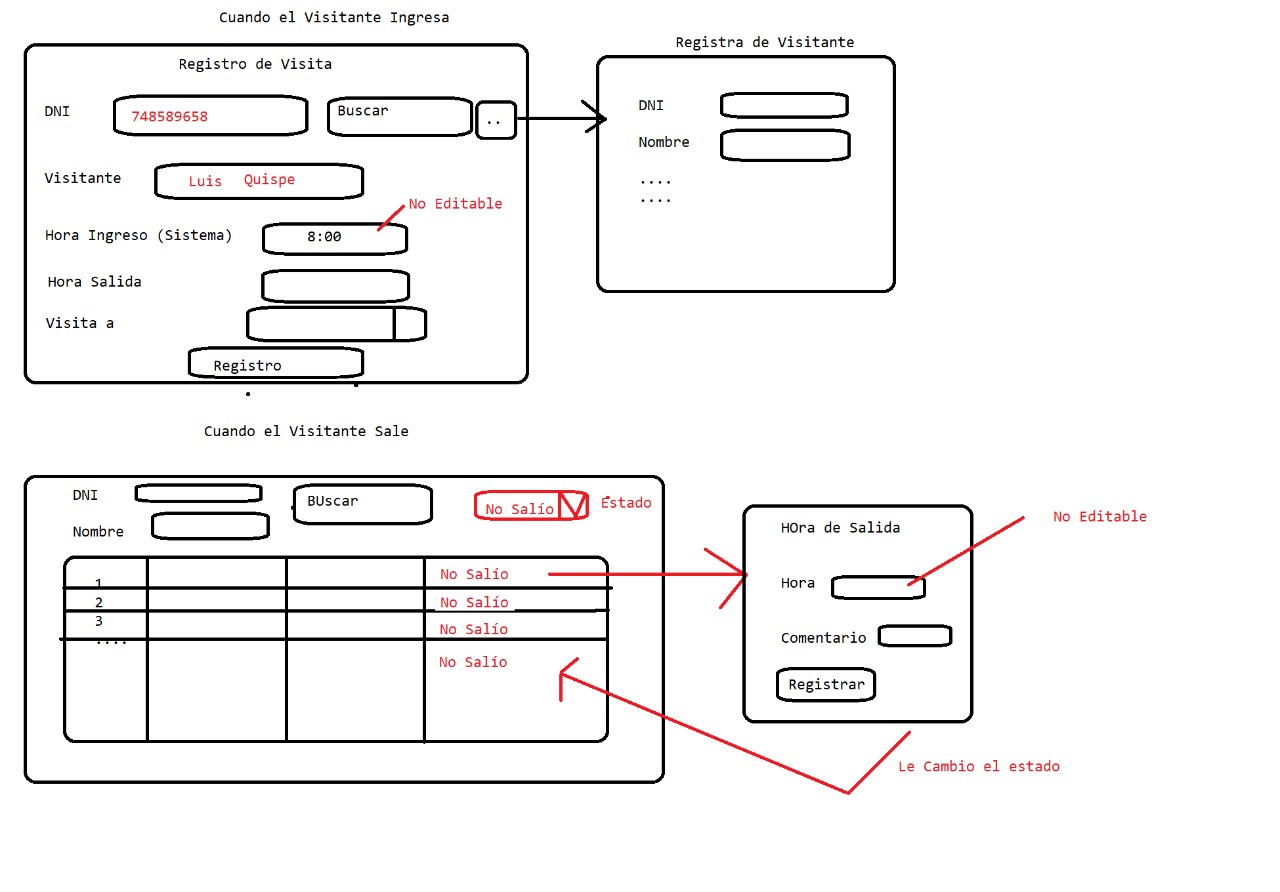 Cuando el Visitante Ingresa
Registro de Visita
DNI 748589658 Buscar ..
Visitante Luis Quispe
No Editable
Hora Ingreso (Sistema) 8:00
Hora Salida
Visita a
Registro
Registra de Visitante
DNI
Nombre
....
....
Cuando el Visitante Sale
DNI BUscar No Salío Estado
Nombre
1 No Salío
2 No Salío
3 No Salío
....
No Salío
HOra de Salida
No Editable
Hora
Comentario
Registrar
Le Cambio el estado